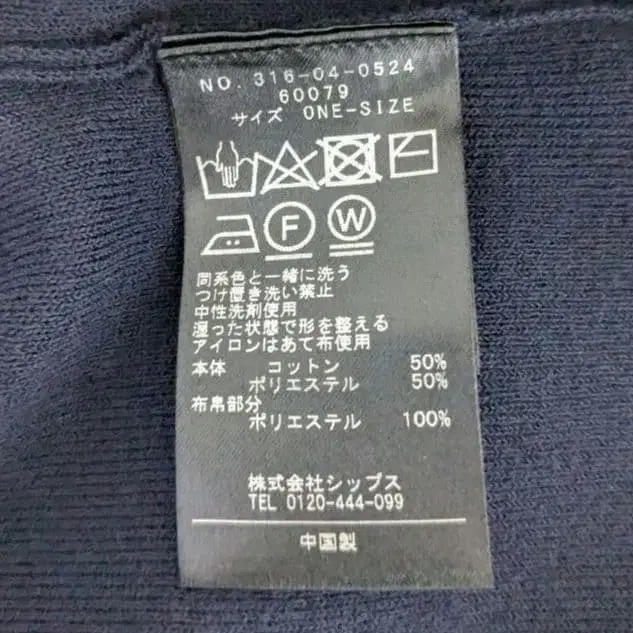 NO. 316-04-0524
60079
サイズ ONE-SIZE
F W
同系色と一緒に洗う
つけ置き洗い禁止
中性洗剤使用
湿った状態で形を整える
アイロンはあて布使用
本体 コットン 50%
ポリエステル 50%
布帛部分
ポリエステル 100%
株式会社シップス
TEL 0120-444-099
中国製